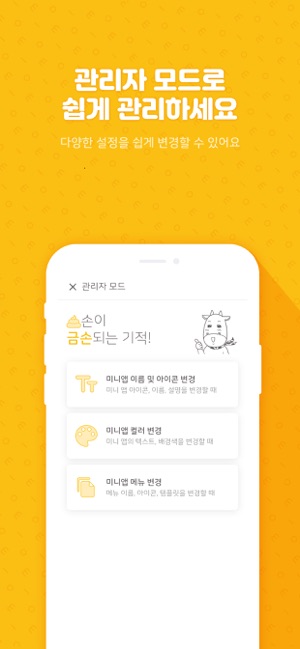 관리자 모드로
쉽게 관리하세요
다양한 설정을 쉽게 변경할 수 있어요
관리자 모드
손이
금손되는 기적!
미니앱 이름 및 아이콘 변경
미니 앱 아이콘, 이름, 설명을 변경할 때
미니앱 컬러 변경
미니 앱의 텍스트, 배경색을 변경할 때
미니앱 메뉴 변경
메뉴 이름, 아이콘, 템플릿을 변경할 때